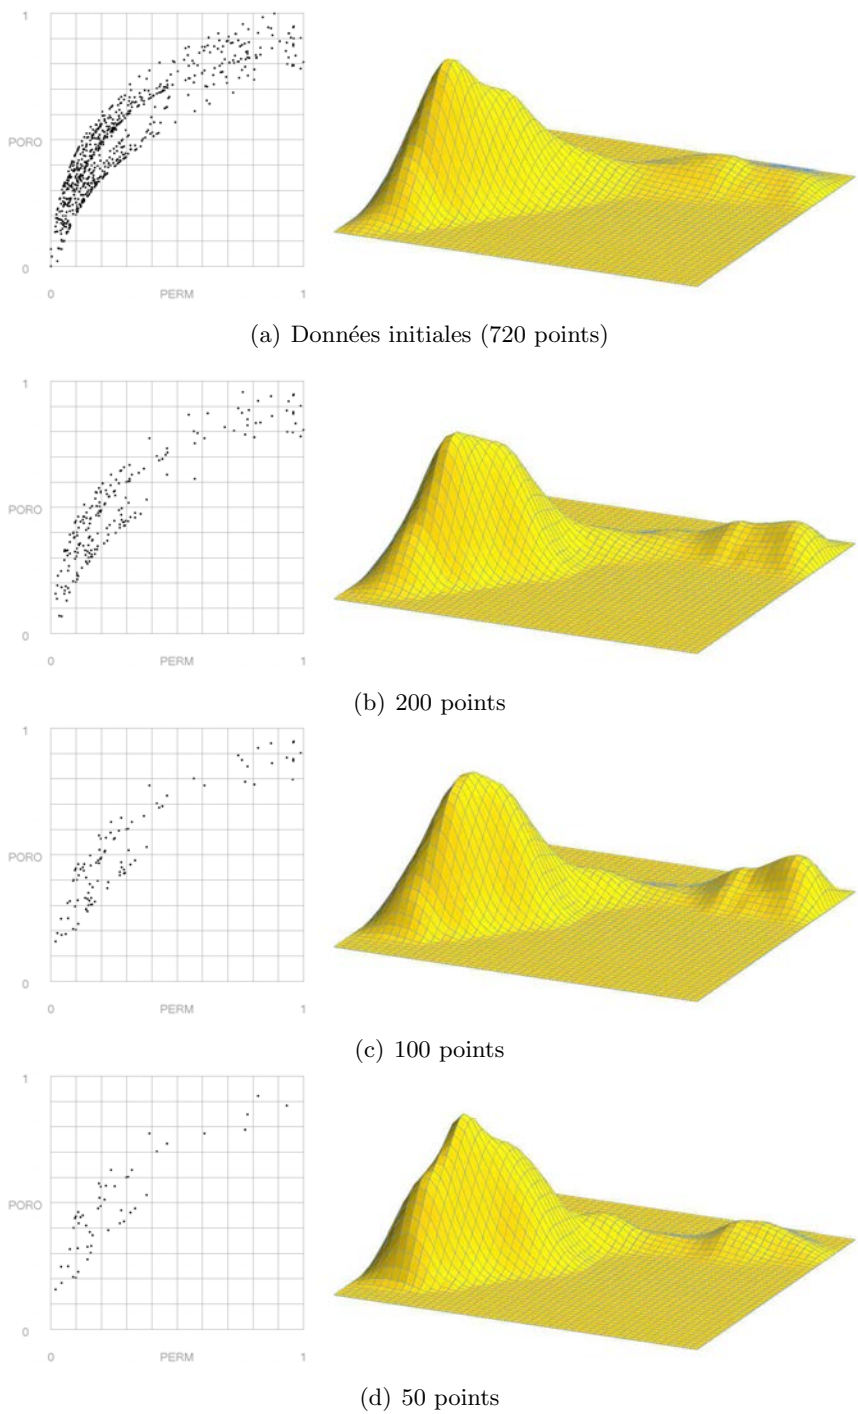 1
PORO
0
0 PERM 1
(a) Données initiales (720 points)
1
PORO
0
0 PERM 1
(b) 200 points
1
PORO
0
0 PERM 1
(c) 100 points
1
PORO
0
0 PERM 1
(d) 50 points